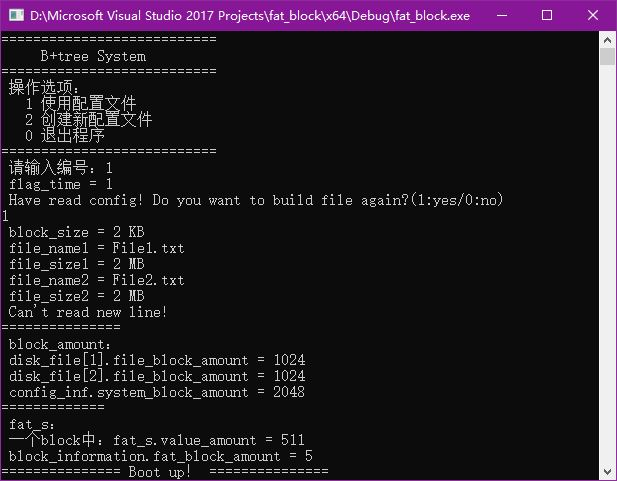 D:\Microsoft Visual Studio 2017 Projects\fat_block\x64\Debug\fat_block.exe
===========================
B+tree System
===========================
操作选项:
1 使用配置文件
2 创建新配置文件
0 退出程序
===========================
请输入编号: 1
flag_time = 1
Have read config! Do you want to build file again?(1:yes/0:no)
1
block_size = 2 KB
file_name1 = File1.txt
file_size1 = 2 MB
file_name2 = File2.txt
file_size2 = 2 MB
Can't read new line!
===============
block_amount:
disk_file[1].file_block_amount = 1024
disk_file[2].file_block_amount = 1024
config_inf.system_block_amount = 2048
=============
fat_s:
一个block中: fat_s.value_amount = 511
block_information.fat_block_amount = 5
=============== Boot up!  ===============